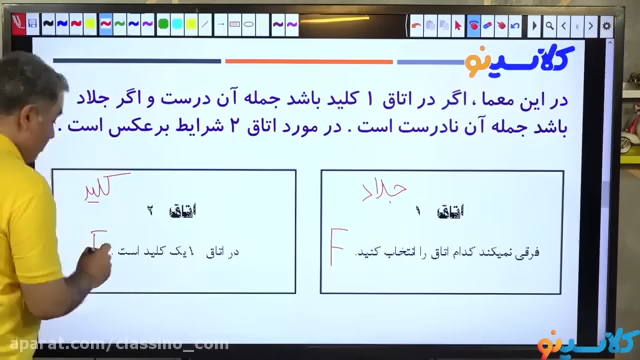 کلاسینو
در این معما ، اگر در اتاق ۱ کلید باشد جمله آن درست و اگر جلاد
باشد جمله آن نادرست است . در مورد اتاق ۲ شرایط برعکس است .
جلاد
اتاق ۱
F فرقی نمیکند کدام اتاق را انتخاب کنید.
کلید
اتاق ۲
در اتاق ۱ یک کلید است .
aparat.com/classino_com
کلاسینو